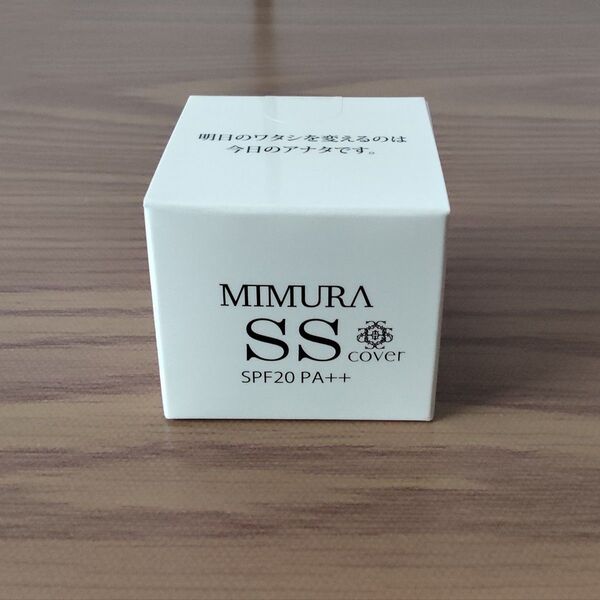 明日のワタシを変えるのは
今日のアナタです。
MIMURA
SS
cover
SPF20 PA++